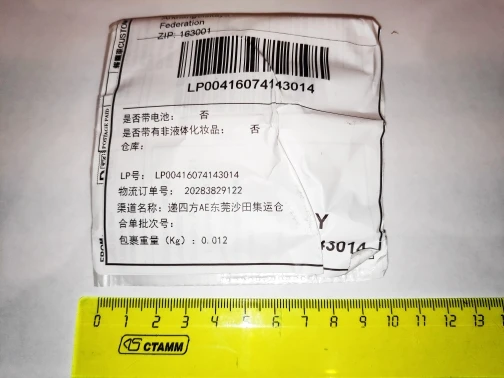 Federation
ZIP: 163001
LP00416074143014
是否带电池： 否
是否带有非液体化妆品： 否
仓库：
LP号： LP00416074143014
物流订单号： 20283829122
渠道名称：递四方AE东莞沙田集运仓
合单批次号：
包裹重量（Kg）：0.012
Y
43014
FROM
POSTAGE PAID
0 1 2 3 4 5 6 7 8 9 10 11 12 13
СТАММ